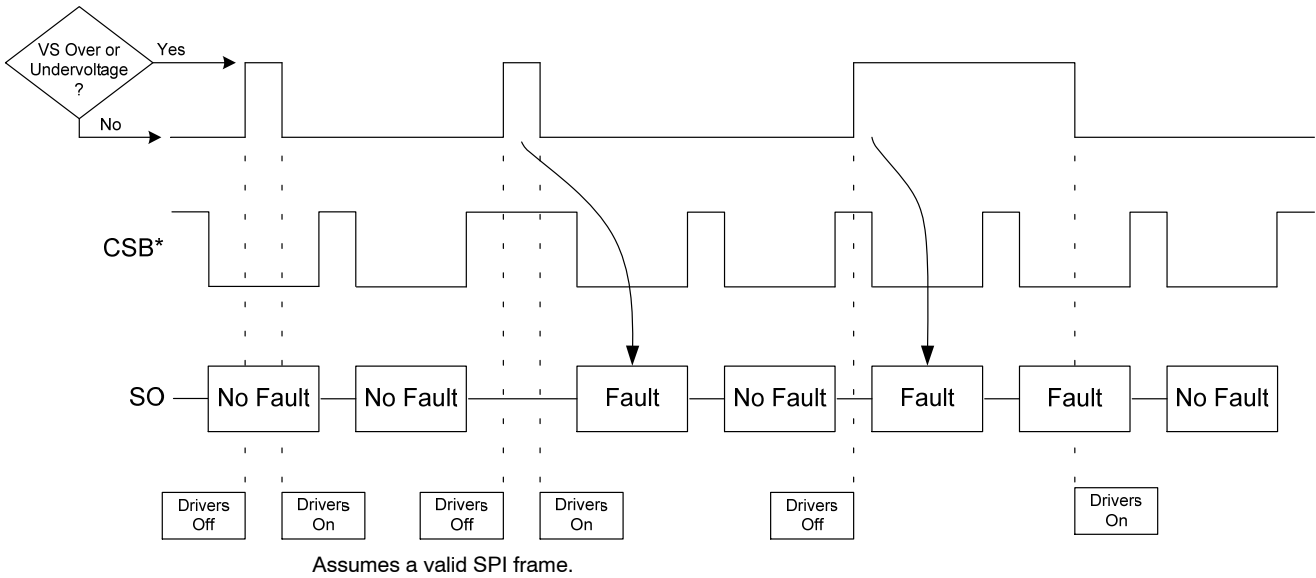 VS Over or
Undervoltage
?
Yes
No
CSB*
SO
No Fault
No Fault
Fault
No Fault
Fault
Fault
No Fault
Drivers
Off
Drivers
On
Drivers
Off
Drivers
On
Drivers
Off
Drivers
On
Assumes a valid SPI frame.